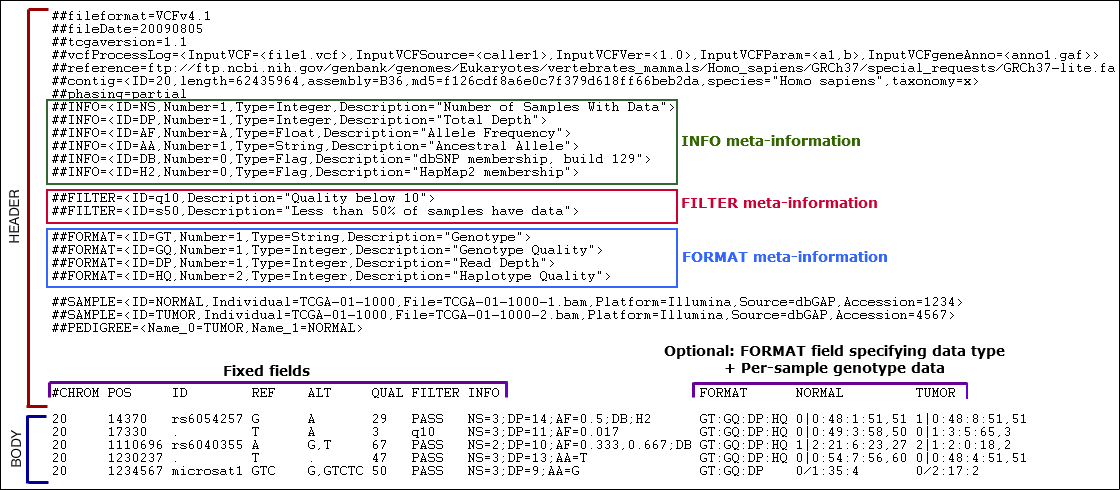 ##fileformat=VCFv4.1
##fileDate=20090805
##tcgaversion=1.1
##vcfProcessLog=<InputVCF=<file1.vcf>,InputVCFSource=<caller1>,InputVCFVer=<1.0>,InputVCFParam=<a1,b>,InputVCFgeneAnno=<anno1.gaf>>
##reference=ftp://ftp.ncbi.nih.gov/genbank/genomes/Eukaryotes/vertebrates_mammals/Homo_sapiens/GRCh37/special_requests/GRCh37-lite.fa
##contig=<ID=20,length=62435964,assembly=B36,md5=f126cdf8a6e0c7f379d618ff66beb2da,species="Homo sapiens",taxonomy=x>
##phasing=partial
##INFO=<ID=NS,Number=1,Type=Integer,Description="Number of Samples With Data">
##INFO=<ID=DP,Number=1,Type=Integer,Description="Total Depth">
##INFO=<ID=AF,Number=A,Type=Float,Description="Allele Frequency">
##INFO=<ID=AA,Number=1,Type=String,Description="Ancestral Allele">
##INFO=<ID=DB,Number=0,Type=Flag,Description="dbSNP membership, build 129">
##INFO=<ID=H2,Number=0,Type=Flag,Description="HapMap2 membership">
INFO meta-information
##FILTER=<ID=q10,Description="Quality below 10">
##FILTER=<ID=s50,Description="Less than 50% of samples have data">
FILTER meta-information
##FORMAT=<ID=GT,Number=1,Type=String,Description="Genotype">
##FORMAT=<ID=GQ,Number=1,Type=Integer,Description="Genotype Quality">
##FORMAT=<ID=DP,Number=1,Type=Integer,Description="Read Depth">
##FORMAT=<ID=HQ,Number=2,Type=Integer,Description="Haplotype Quality">
FORMAT meta-information
##SAMPLE=<ID=NORMAL,Individual=TCGA-01-1000,File=TCGA-01-1000-1.bam,Platform=Illumina,Source=dbGAP,Accession=1234>
##SAMPLE=<ID=TUMOR,Individual=TCGA-01-1000,File=TCGA-01-1000-2.bam,Platform=Illumina,Source=dbGAP,Accession=4567>
##PEDIGREE=<Name_0=TUMOR,Name_1=NORMAL>
HEADER
Fixed fields
Optional: FORMAT field specifying data type
+ Per-sample genotype data
#CHROM POS ID REF ALT QUAL FILTER INFO FORMAT NORMAL TUMOR
BODY
20 14370 rs6054257 G A 29 PASS NS=3;DP=14;AF=0.5;DB;H2 GT:GQ:DP:HQ 0|0:48:1:51,51 1|0:48:8:51,51
20 17330 . T A 3 q10 NS=3;DP=11;AF=0.017 GT:GQ:DP:HQ 0|0:49:3:58,50 0|1:3:5:65,3
20 1110696 rs6040355 A G,T 67 PASS NS=2;DP=10;AF=0.333,0.667;DB GT:GQ:DP:HQ 1|2:21:6:23,27 2|1:2:0:18,2
20 1230237 . T . 47 PASS NS=3;DP=13;AA=T GT:GQ:DP:HQ 0|0:54:7:56,60 0|0:48:4:51,51
20 1234567 microsat1 GTC G,GTCTC 50 PASS NS=3;DP=9;AA=G GT:GQ:DP 0/1:35:4 0/2:17:2